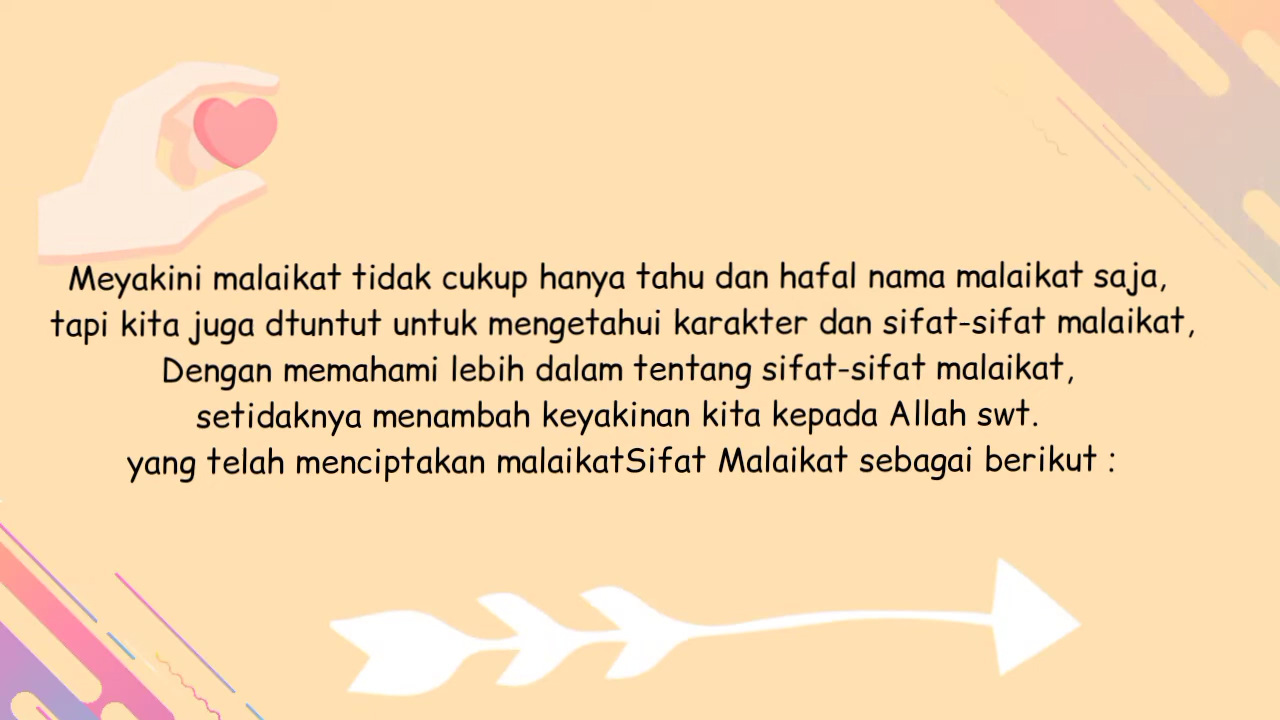 Meyakini malaikat tidak cukup hanya tahu dan hafal nama malaikat saja,
tapi kita juga dtuntut untuk mengetahui karakter dan sifat-sifat malaikat,
Dengan memahami lebih dalam tentang sifat-sifat malaikat,
setidaknya menambah keyakinan kita kepada Allah swt.
yang telah menciptakan malaikatSifat Malaikat sebagai berikut :